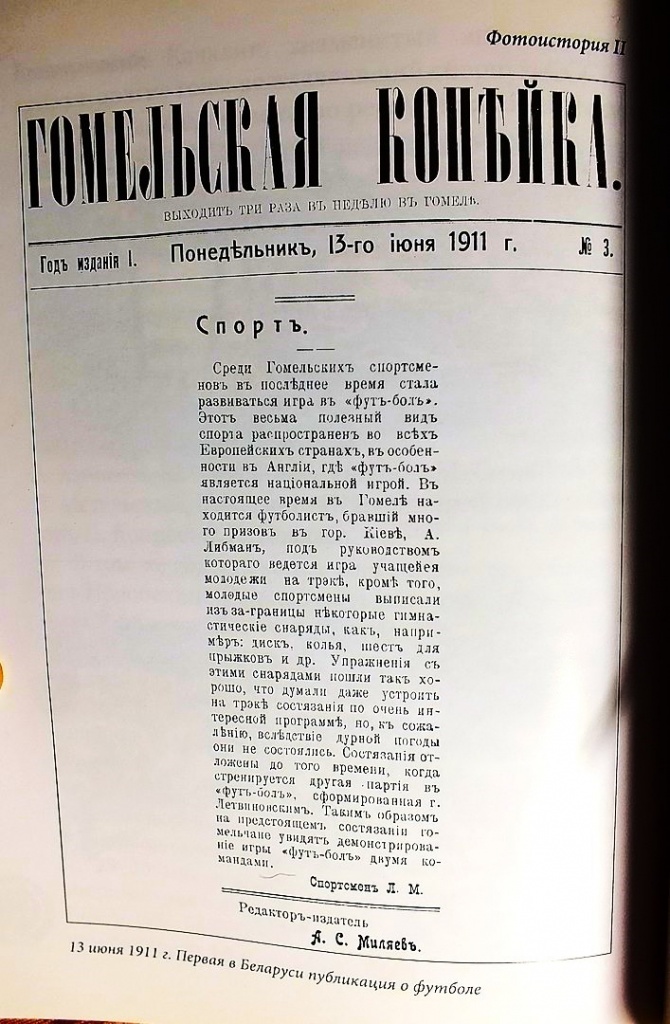 Фотоистория II
ГОМЕЛЬСКАЯ КОПѢЙКА.
ВЫХОДИТЪ ТРИ РАЗА ВЪ НЕДѢЛЮ ВЪ ГОМЕЛѢ.
Годъ изданія I. Понедѣльникъ, 13-го іюня 1911 г. № 3.
Спортъ.
Среди Гомельскихъ спортсме-
новъ въ послѣднее время стала
развиваться игра въ «футъ-болъ».
Этотъ весьма полезный видъ
спорта распространенъ во всѣхъ
Европейскихъ странахъ, въ особен-
ности въ Англіи, гдѣ «футъ-болъ»
является національной игрой. Въ
настоящее время въ Гомелѣ на-
ходится футболистъ, бравшій мно-
го призовъ въ гор. Кіевѣ, А.
Либманъ, подъ руководствомъ
котораго ведется игра учащейся
молодежи на трэкѣ, кромѣ того,
молодые спортсмены выписали
изъ за-границы нѣкоторые гимна-
стическіе снаряды, какъ, напри-
мѣръ: дискъ, колья, шестъ для
прыжковъ и др. Упражненія съ
этими снарядами пошли такъ хо-
рошо, что думали даже устроить
на трэкѣ состязанія по очень ин-
тересной программѣ, но, къ сожа-
лѣнію, вслѣдствіе дурной погоды
они не состоялись. Состязанія от-
ложены до того времени, когда
стренируется другая партія въ
«футъ-болъ», сформированная г.
Летвиновскимъ. Такимъ образомъ
на предстоящемъ состязаніи го-
мельчане увидятъ демонстрирова-
ніе игры «футъ-болъ» двумя ко-
мандами.
Спортсменъ Л. М.
Редакторъ-издатель
А. С. Миляевъ.
13 июня 1911 г. Первая в Беларуси публикация о футболе